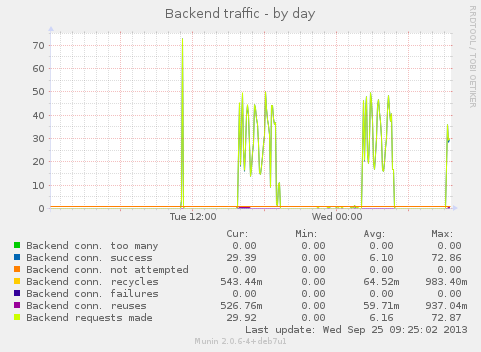 Backend traffic - by day
RRDTOOL / TOBI OETIKER
70
60
50
40
30
20
10
0
Tue 12:00 Wed 00:00
Cur: Min: Avg: Max:
Backend conn. too many 0.00 0.00 0.00 0.00
Backend conn. success 29.39 0.00 6.10 72.86
Backend conn. not attempted 0.00 0.00 0.00 0.00
Backend conn. recycles 543.44m 0.00 64.52m 983.40m
Backend conn. failures 0.00 0.00 0.00 0.00
Backend conn. reuses 526.76m 0.00 59.71m 937.04m
Backend requests made 29.92 0.00 6.16 72.87
Last update: Wed Sep 25 09:25:02 2013
Munin 2.0.6-4+deb7u1